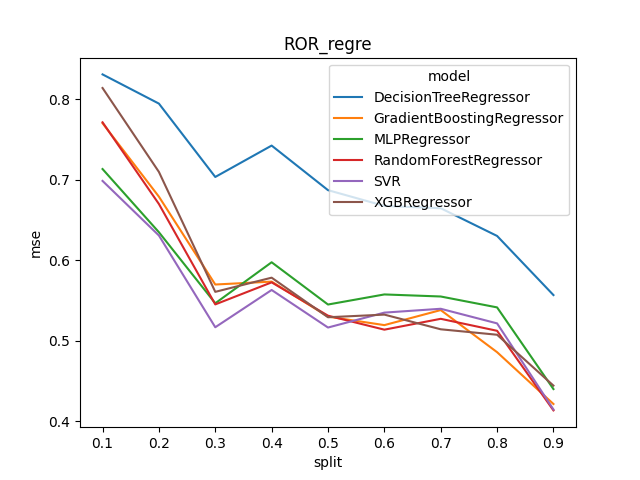 ROR_regre
model
DecisionTreeRegressor
GradientBoostingRegressor
MLPRegressor
RandomForestRegressor
SVR
XGBRegressor
mse
0.8
0.7
0.6
0.5
0.4
0.1 0.2 0.3 0.4 0.5 0.6 0.7 0.8 0.9
split